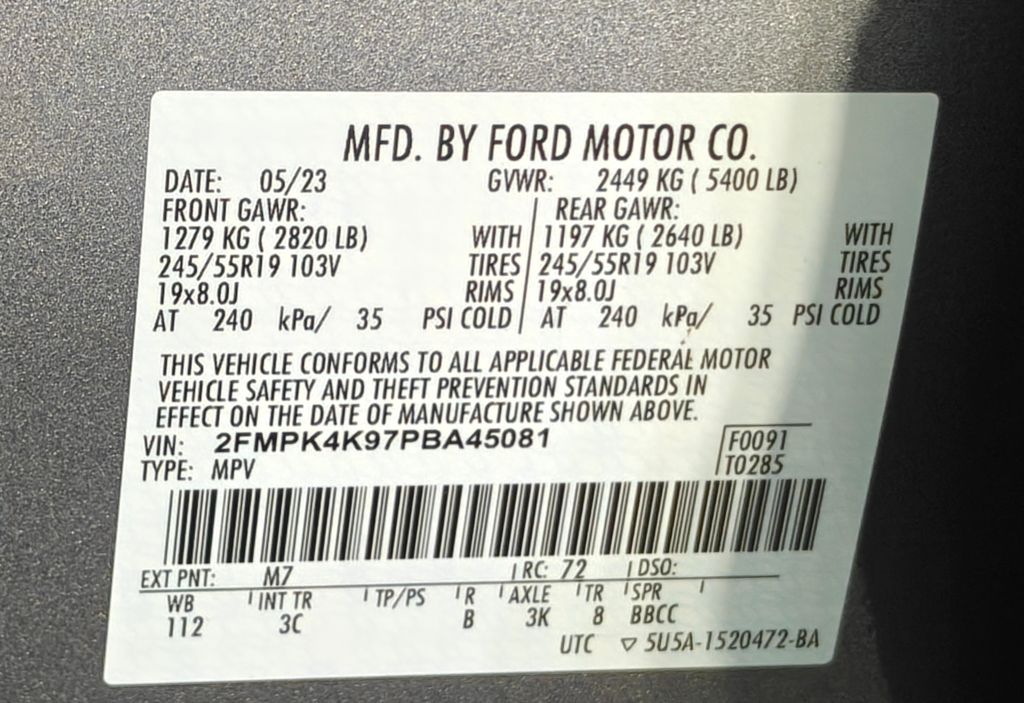 MFD. BY FORD MOTOR CO.
DATE: 05/23 GVWR: 2449 KG ( 5400 LB)
FRONT GAWR: REAR GAWR:
1279 KG ( 2820 LB) WITH 1197 KG ( 2640 LB) WITH
245/55R19 103V TIRES 245/55R19 103V TIRES
19x8.0J RIMS 19x8.0J RIMS
AT 240 kPa/ 35 PSI COLD AT 240 kPa/ 35 PSI COLD
THIS VEHICLE CONFORMS TO ALL APPLICABLE FEDERAL MOTOR
VEHICLE SAFETY AND THEFT PREVENTION STANDARDS IN
EFFECT ON THE DATE OF MANUFACTURE SHOWN ABOVE.
VIN: 2FMPK4K97PBA45081 F0091
TYPE: MPV T0285
EXT PNT: M7 RC: 72 DSO:
WB INT TR TP/PS R AXLE TR SPR
112 3C B 3K 8 BBCC
UTC ▽ 5U5A-1520472-BA